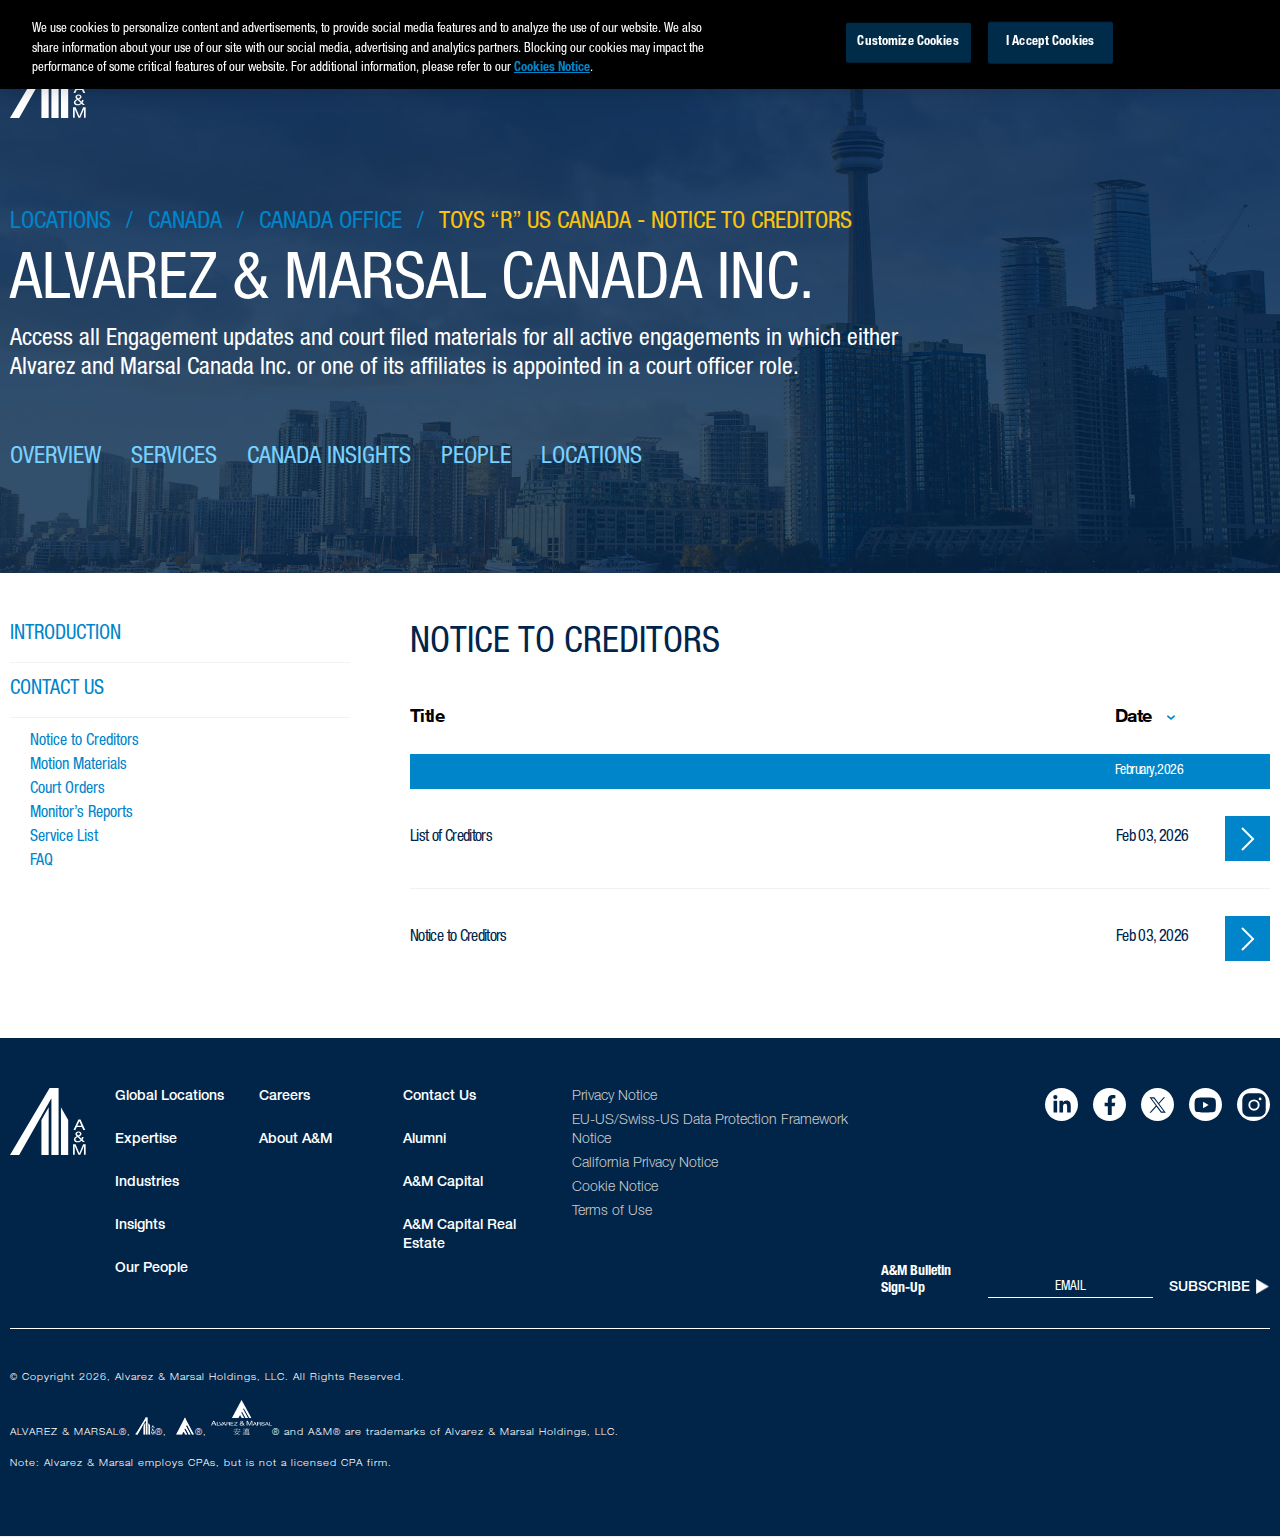 We use cookies to personalize content and advertisements, to provide social media features and to analyze the use of our website. We also
share information about your use of our site with our social media, advertising and analytics partners. Blocking our cookies may impact the
performance of some critical features of our website. For additional information, please refer to our Cookies Notice.
Customize Cookies
I Accept Cookies
A&M
LOCATIONS / CANADA / CANADA OFFICE / TOYS “R” US CANADA - NOTICE TO CREDITORS
ALVAREZ & MARSAL CANADA INC.
Access all Engagement updates and court filed materials for all active engagements in which either
Alvarez and Marsal Canada Inc. or one of its affiliates is appointed in a court officer role.
OVERVIEW SERVICES CANADA INSIGHTS PEOPLE LOCATIONS
INTRODUCTION
CONTACT US
Notice to Creditors
Motion Materials
Court Orders
Monitor’s Reports
Service List
FAQ
NOTICE TO CREDITORS
Title Date
February,2026
List of Creditors Feb 03, 2026
Notice to Creditors Feb 03, 2026
A&M
Global Locations
Expertise
Industries
Insights
Our People
Careers
About A&M
Contact Us
Alumni
A&M Capital
A&M Capital Real
Estate
Privacy Notice
EU-US/Swiss-US Data Protection Framework
Notice
California Privacy Notice
Cookie Notice
Terms of Use
A&M Bulletin
Sign-Up
EMAIL
SUBSCRIBE
© Copyright 2026, Alvarez & Marsal Holdings, LLC. All Rights Reserved.
ALVAREZ & MARSAL®, ®, ®, ALVAREZ & MARSAL ® and A&M® are trademarks of Alvarez & Marsal Holdings, LLC.
Note: Alvarez & Marsal employs CPAs, but is not a licensed CPA firm.